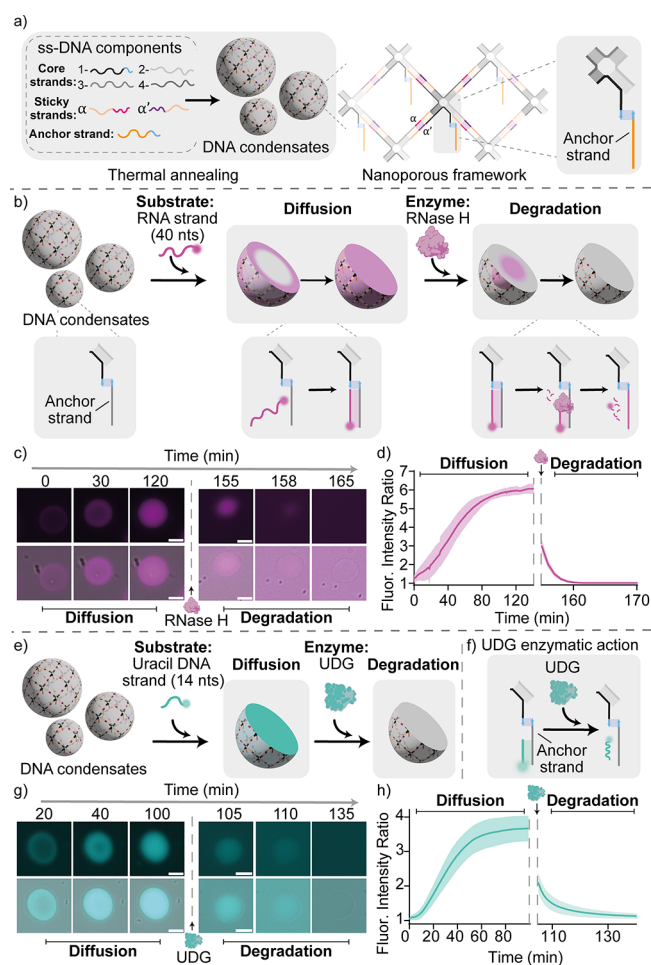 a)
ss-DNA components
Core strands:
1-
2-
3-
4-
Sticky strands:
α
α'
Anchor strand:
DNA condensates
Thermal annealing
α
α'
Nanoporous framework
Anchor
strand
b)
Substrate:
RNA strand
(40 nts)
Diffusion
Enzyme:
RNase H
Degradation
DNA condensates
Anchor
strand
c)
Time (min)
0 30 120 155 158 165
Diffusion
RNase H
Degradation
d)
Diffusion
Degradation
Fluor. Intensity Ratio
7
6
5
4
3
2
1
0 40 80 120 160 170
Time (min)
e)
Substrate:
Uracil DNA
strand (14 nts)
Diffusion
Enzyme:
UDG
Degradation
DNA condensates
f)
UDG enzymatic action
UDG
Anchor
strand
g)
Time (min)
20 40 100 105 110 135
Diffusion
UDG
Degradation
h)
Diffusion
Degradation
Fluor. Intensity Ratio
4
3
2
1
0 20 40 60 80 110 130
Time (min)